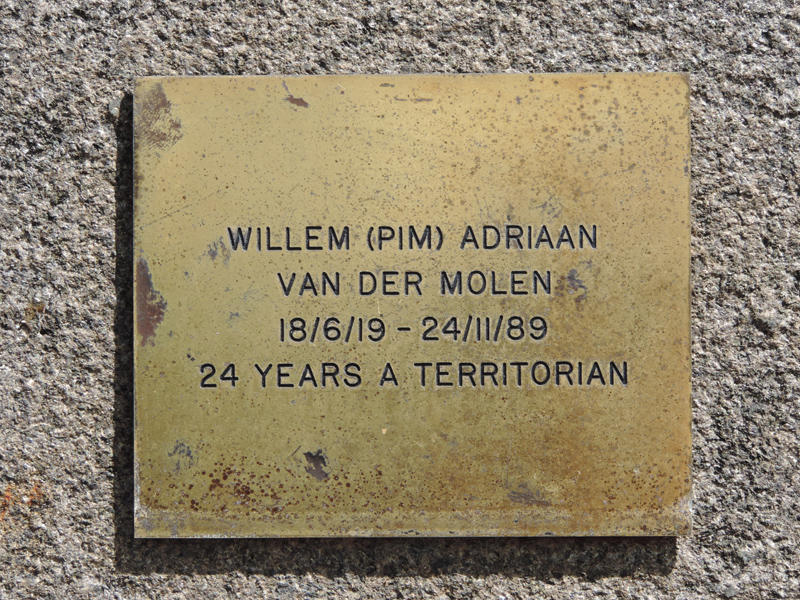 WILLEM (PIM) ADRIAAN
VAN DER MOLEN
18/6/19 - 24/11/89
24 YEARS A TERRITORIAN